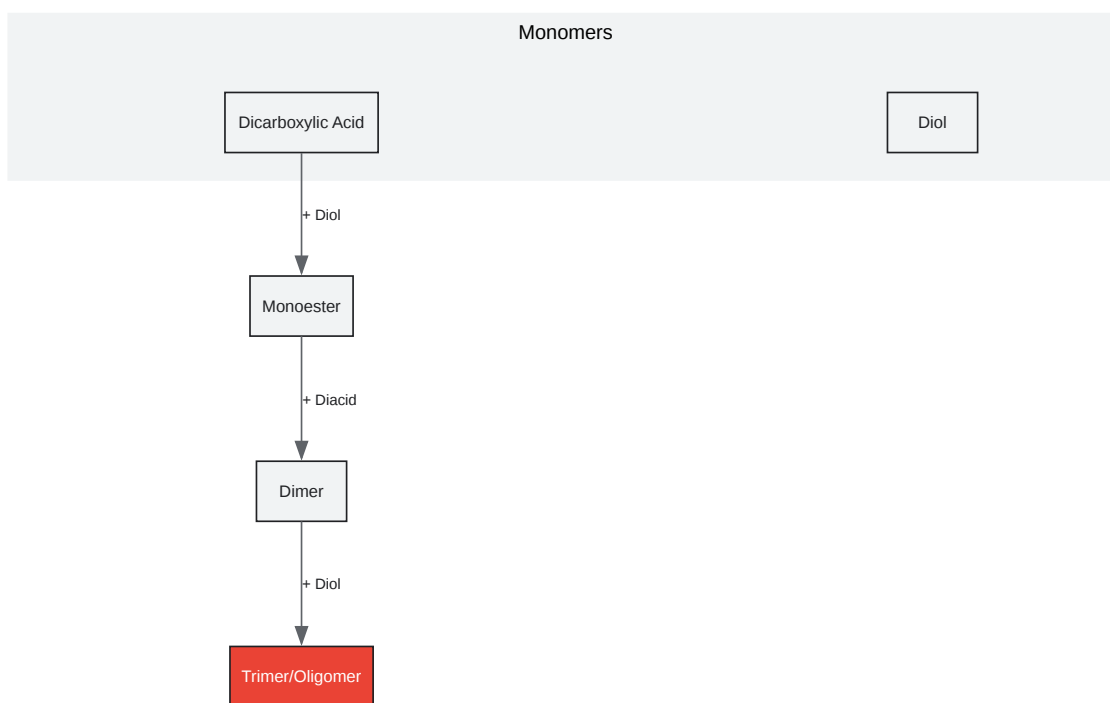 Monomers
Dicarboxylic Acid
Diol
+ Diol
Monoester
+ Diacid
Dimer
+ Diol
Trimer/Oligomer